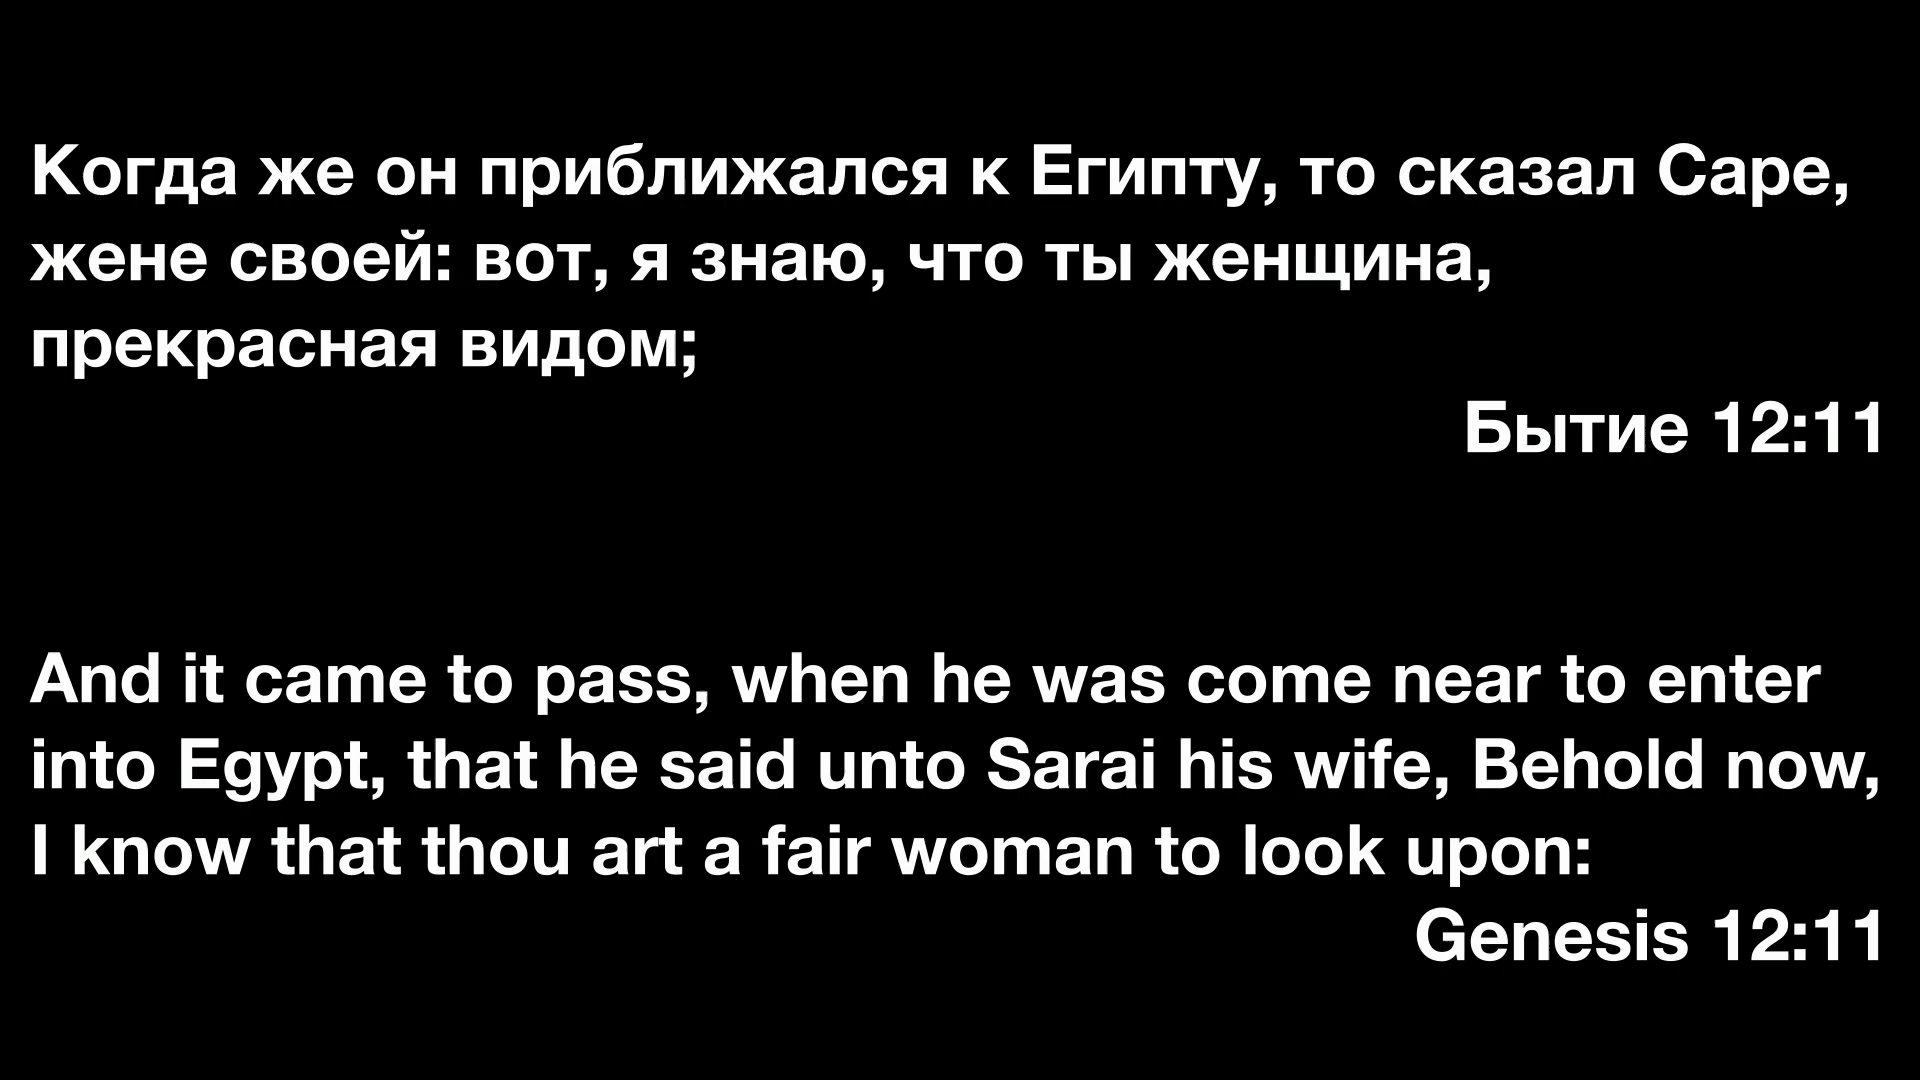 Когда же он приближался к Египту, то сказал Саре,
жене своей: вот, я знаю, что ты женщина,
прекрасная видом;
Бытие 12:11
And it came to pass, when he was come near to enter
into Egypt, that he said unto Sarai his wife, Behold now,
I know that thou art a fair woman to look upon:
Genesis 12:11